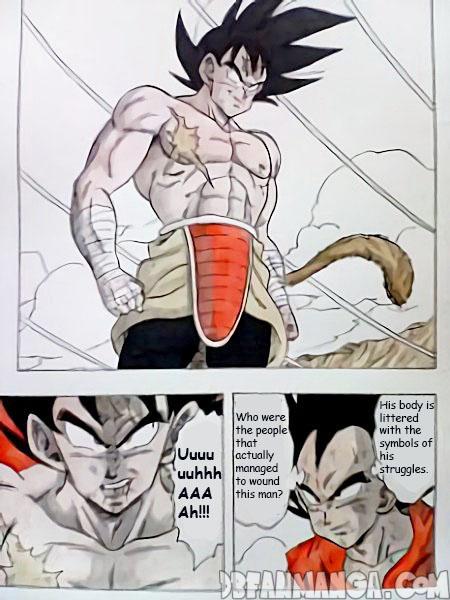 Uuuu
uuhhh
AAA
Ah!!!
Who were
the people
that
actually
managed
to wound
this man?
His body is
littered
with the
symbols of
his
struggles.
DBFANMANGA.COM